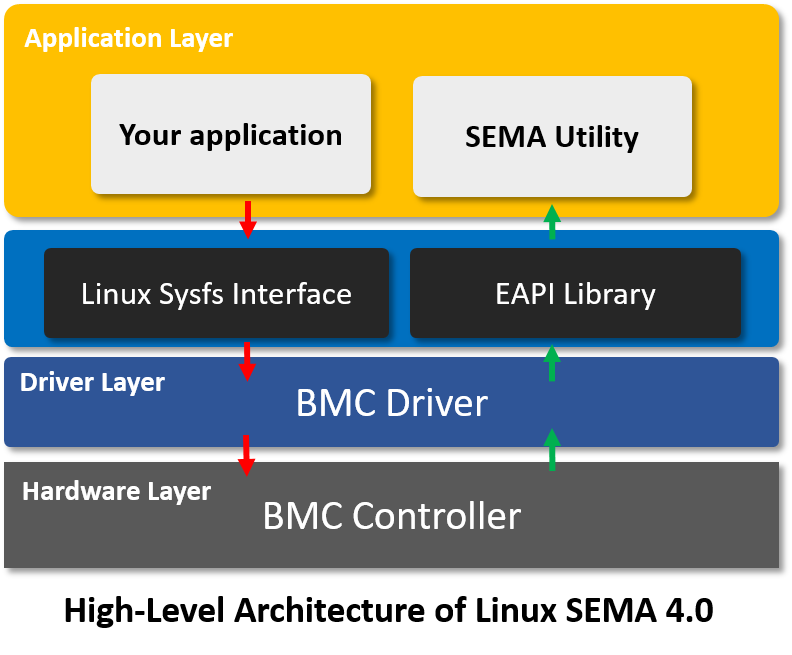 Application Layer
Your application
SEMA Utility
Linux Sysfs Interface
EAPI Library
Driver Layer
BMC Driver
Hardware Layer
BMC Controller
High-Level Architecture of Linux SEMA 4.0